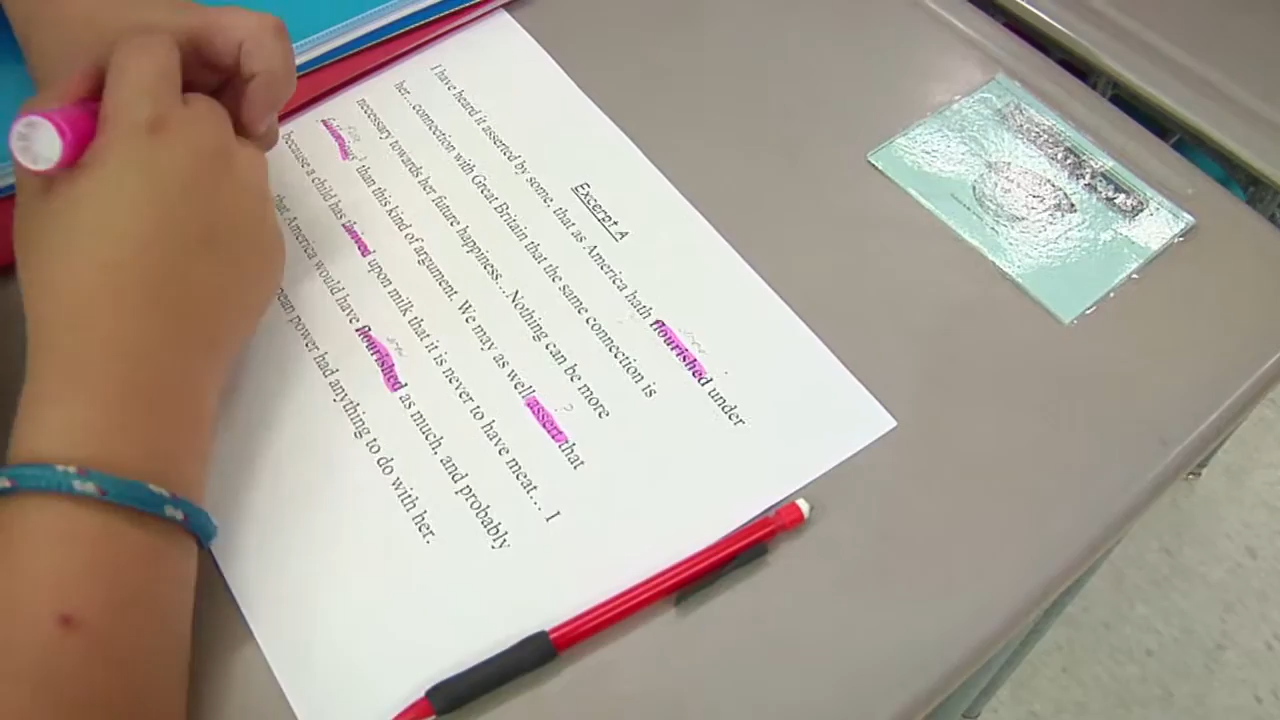 Excerpt A
I have heard it asserted by some, that as America hath flourished under
her...connection with Great Britain that the same connection is
necessary towards her future happiness...Nothing can be more
than this kind of argument. We may as well assert that
because a child has thrived upon milk that it is never to have meat... I
that America would have flourished as much, and probably
power had anything to do with her.